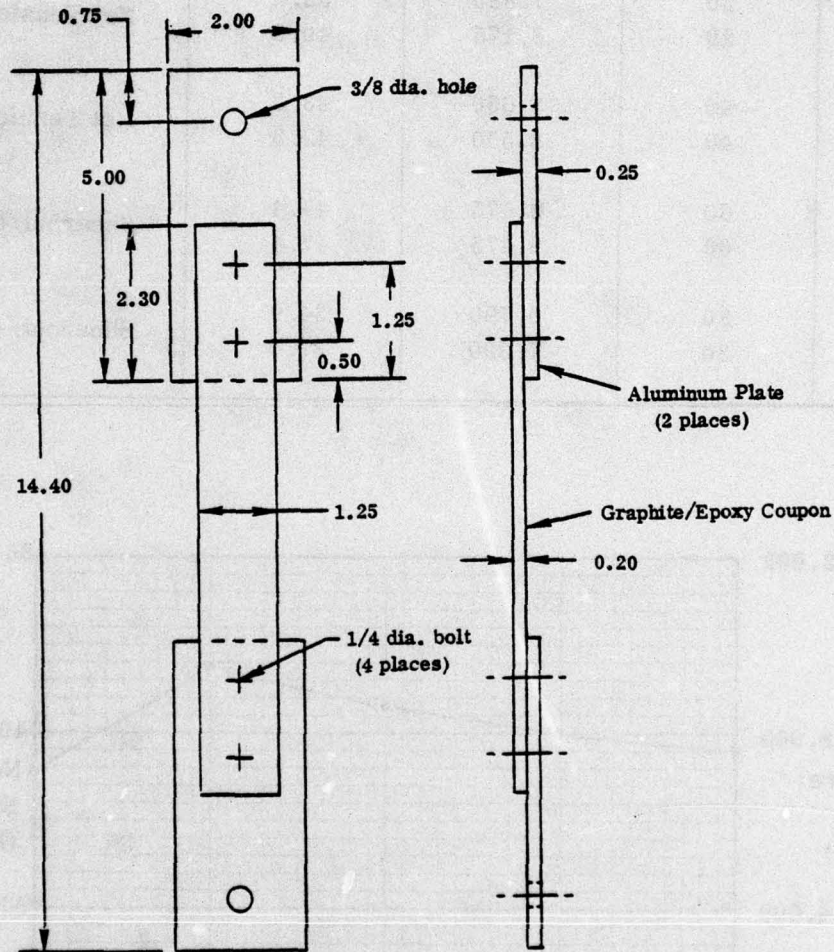 0.75
2.00
3/8 dia. hole
5.00
0.25
2.30
1.25
0.50
Aluminum Plate
(2 places)
14.40
1.25
Graphite/Epoxy Coupon
0.20
1/4 dia. bolt
(4 places)